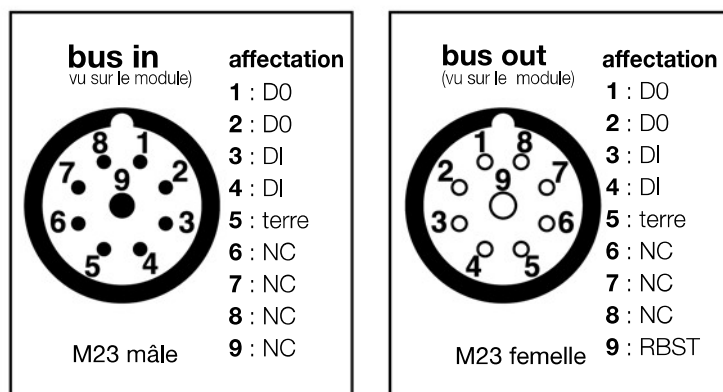 bus in
vu sur le module)
affectation
1 : D0
2 : D0
3 : DI
4 : DI
5 : terre
6 : NC
7 : NC
8 : NC
9 : NC
8 1
7 9 2
6 3
5 4
M23 mâle
bus out
(vu sur le module)
affectation
1 : D0
2 : D0
3 : DI
4 : DI
5 : terre
6 : NC
7 : NC
8 : NC
9 : RBST
1 8
2 9 7
3 6
4 5
M23 femelle